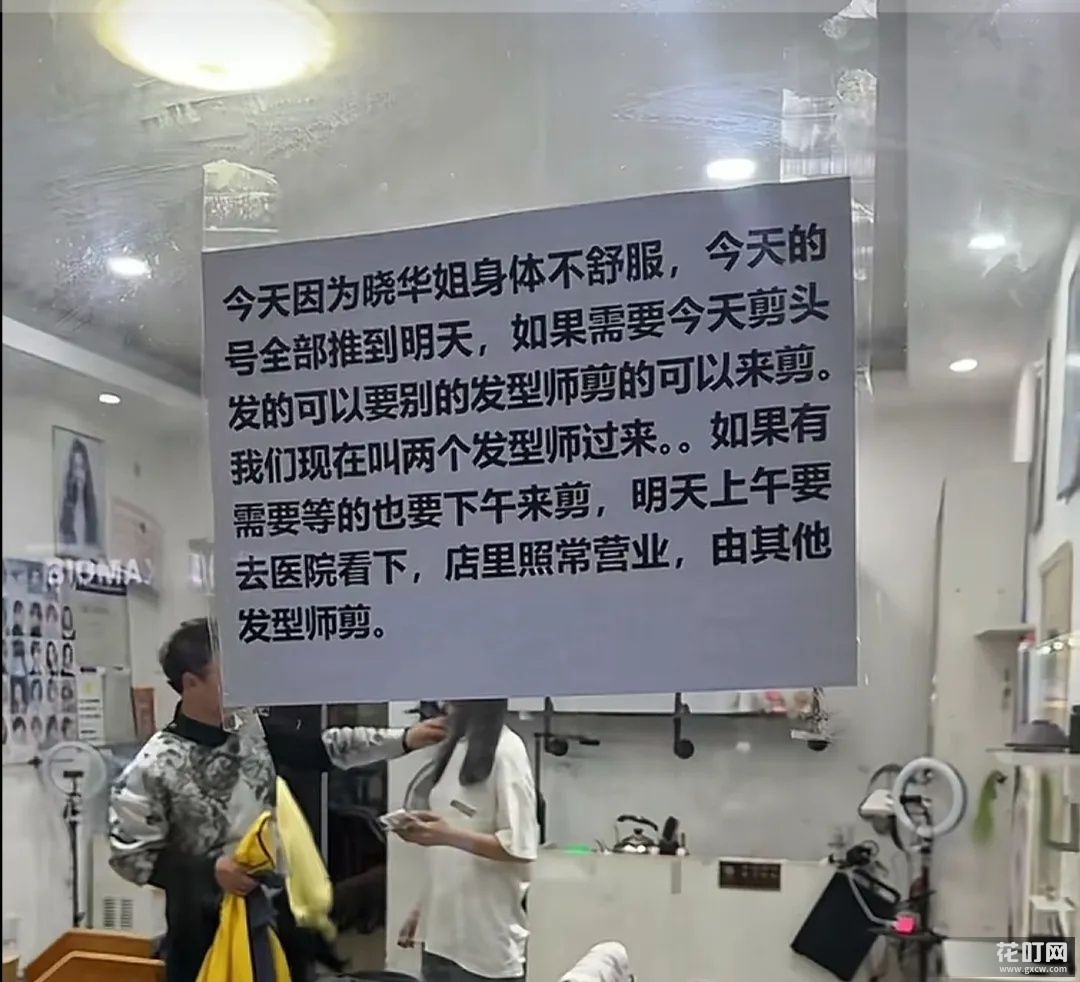 今天因为晓华姐身体不舒服，今天的
号全部推到明天，如果需要今天剪头
发的可以要别的发型师剪的可以来剪。
我们现在叫两个发型师过来。。如果有
需要等的也要下午来剪，明天上午要
去医院看下，店里照常营业，由其他
发型师剪。
花叮网
www.gxcw.com